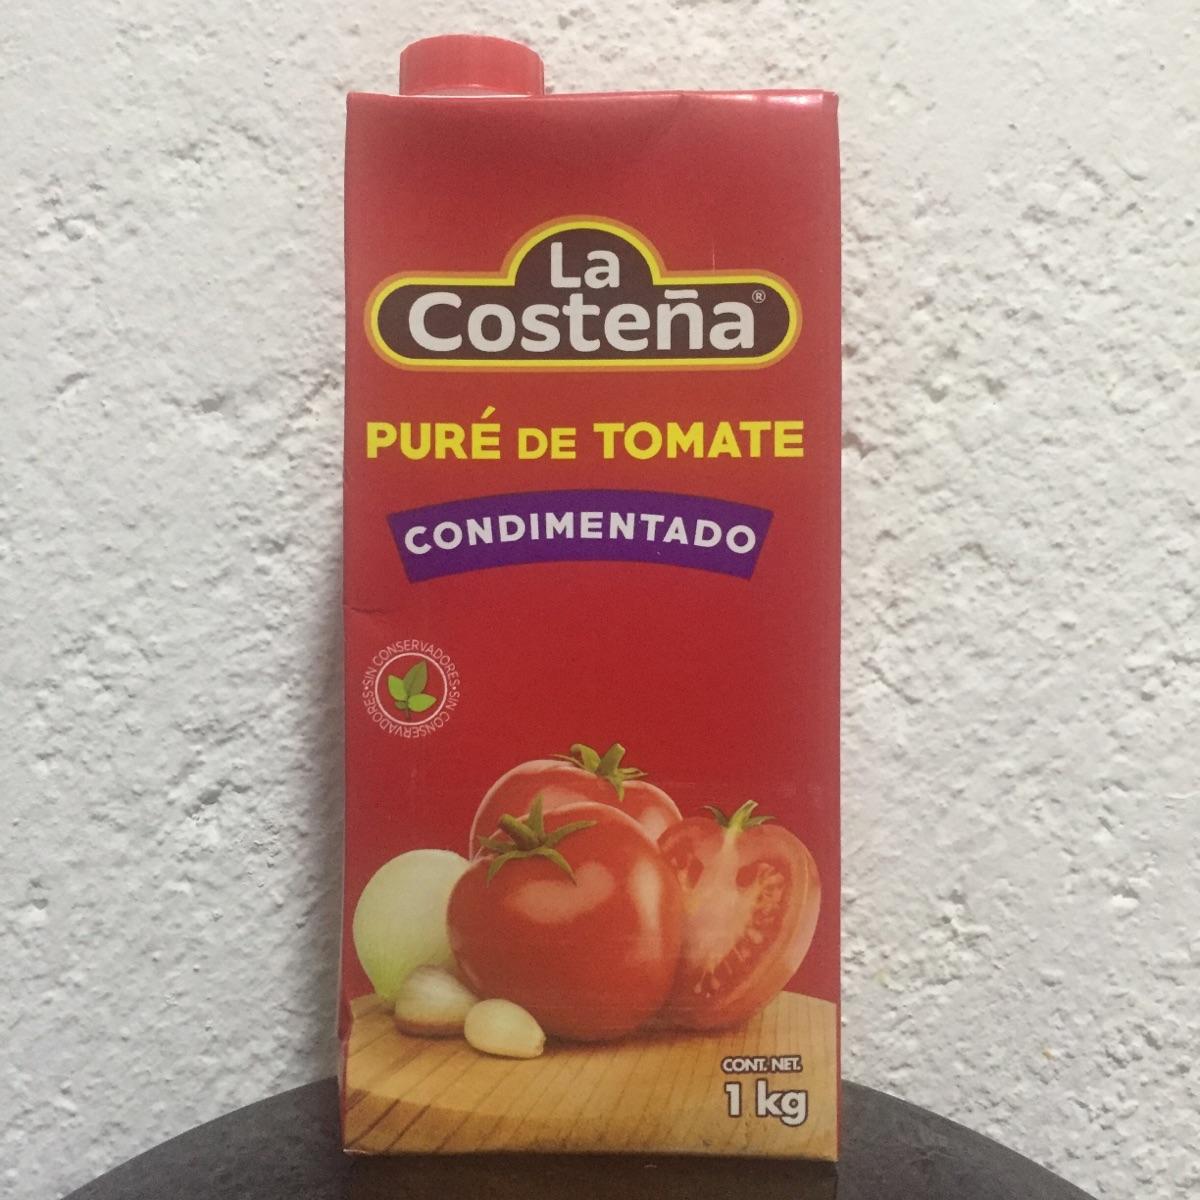 La
Costeña®
PURÉ DE TOMATE
CONDIMENTADO
•SIN CONSERVADORES•SIN CONSERVADORES
CONT. NET.
1 kg